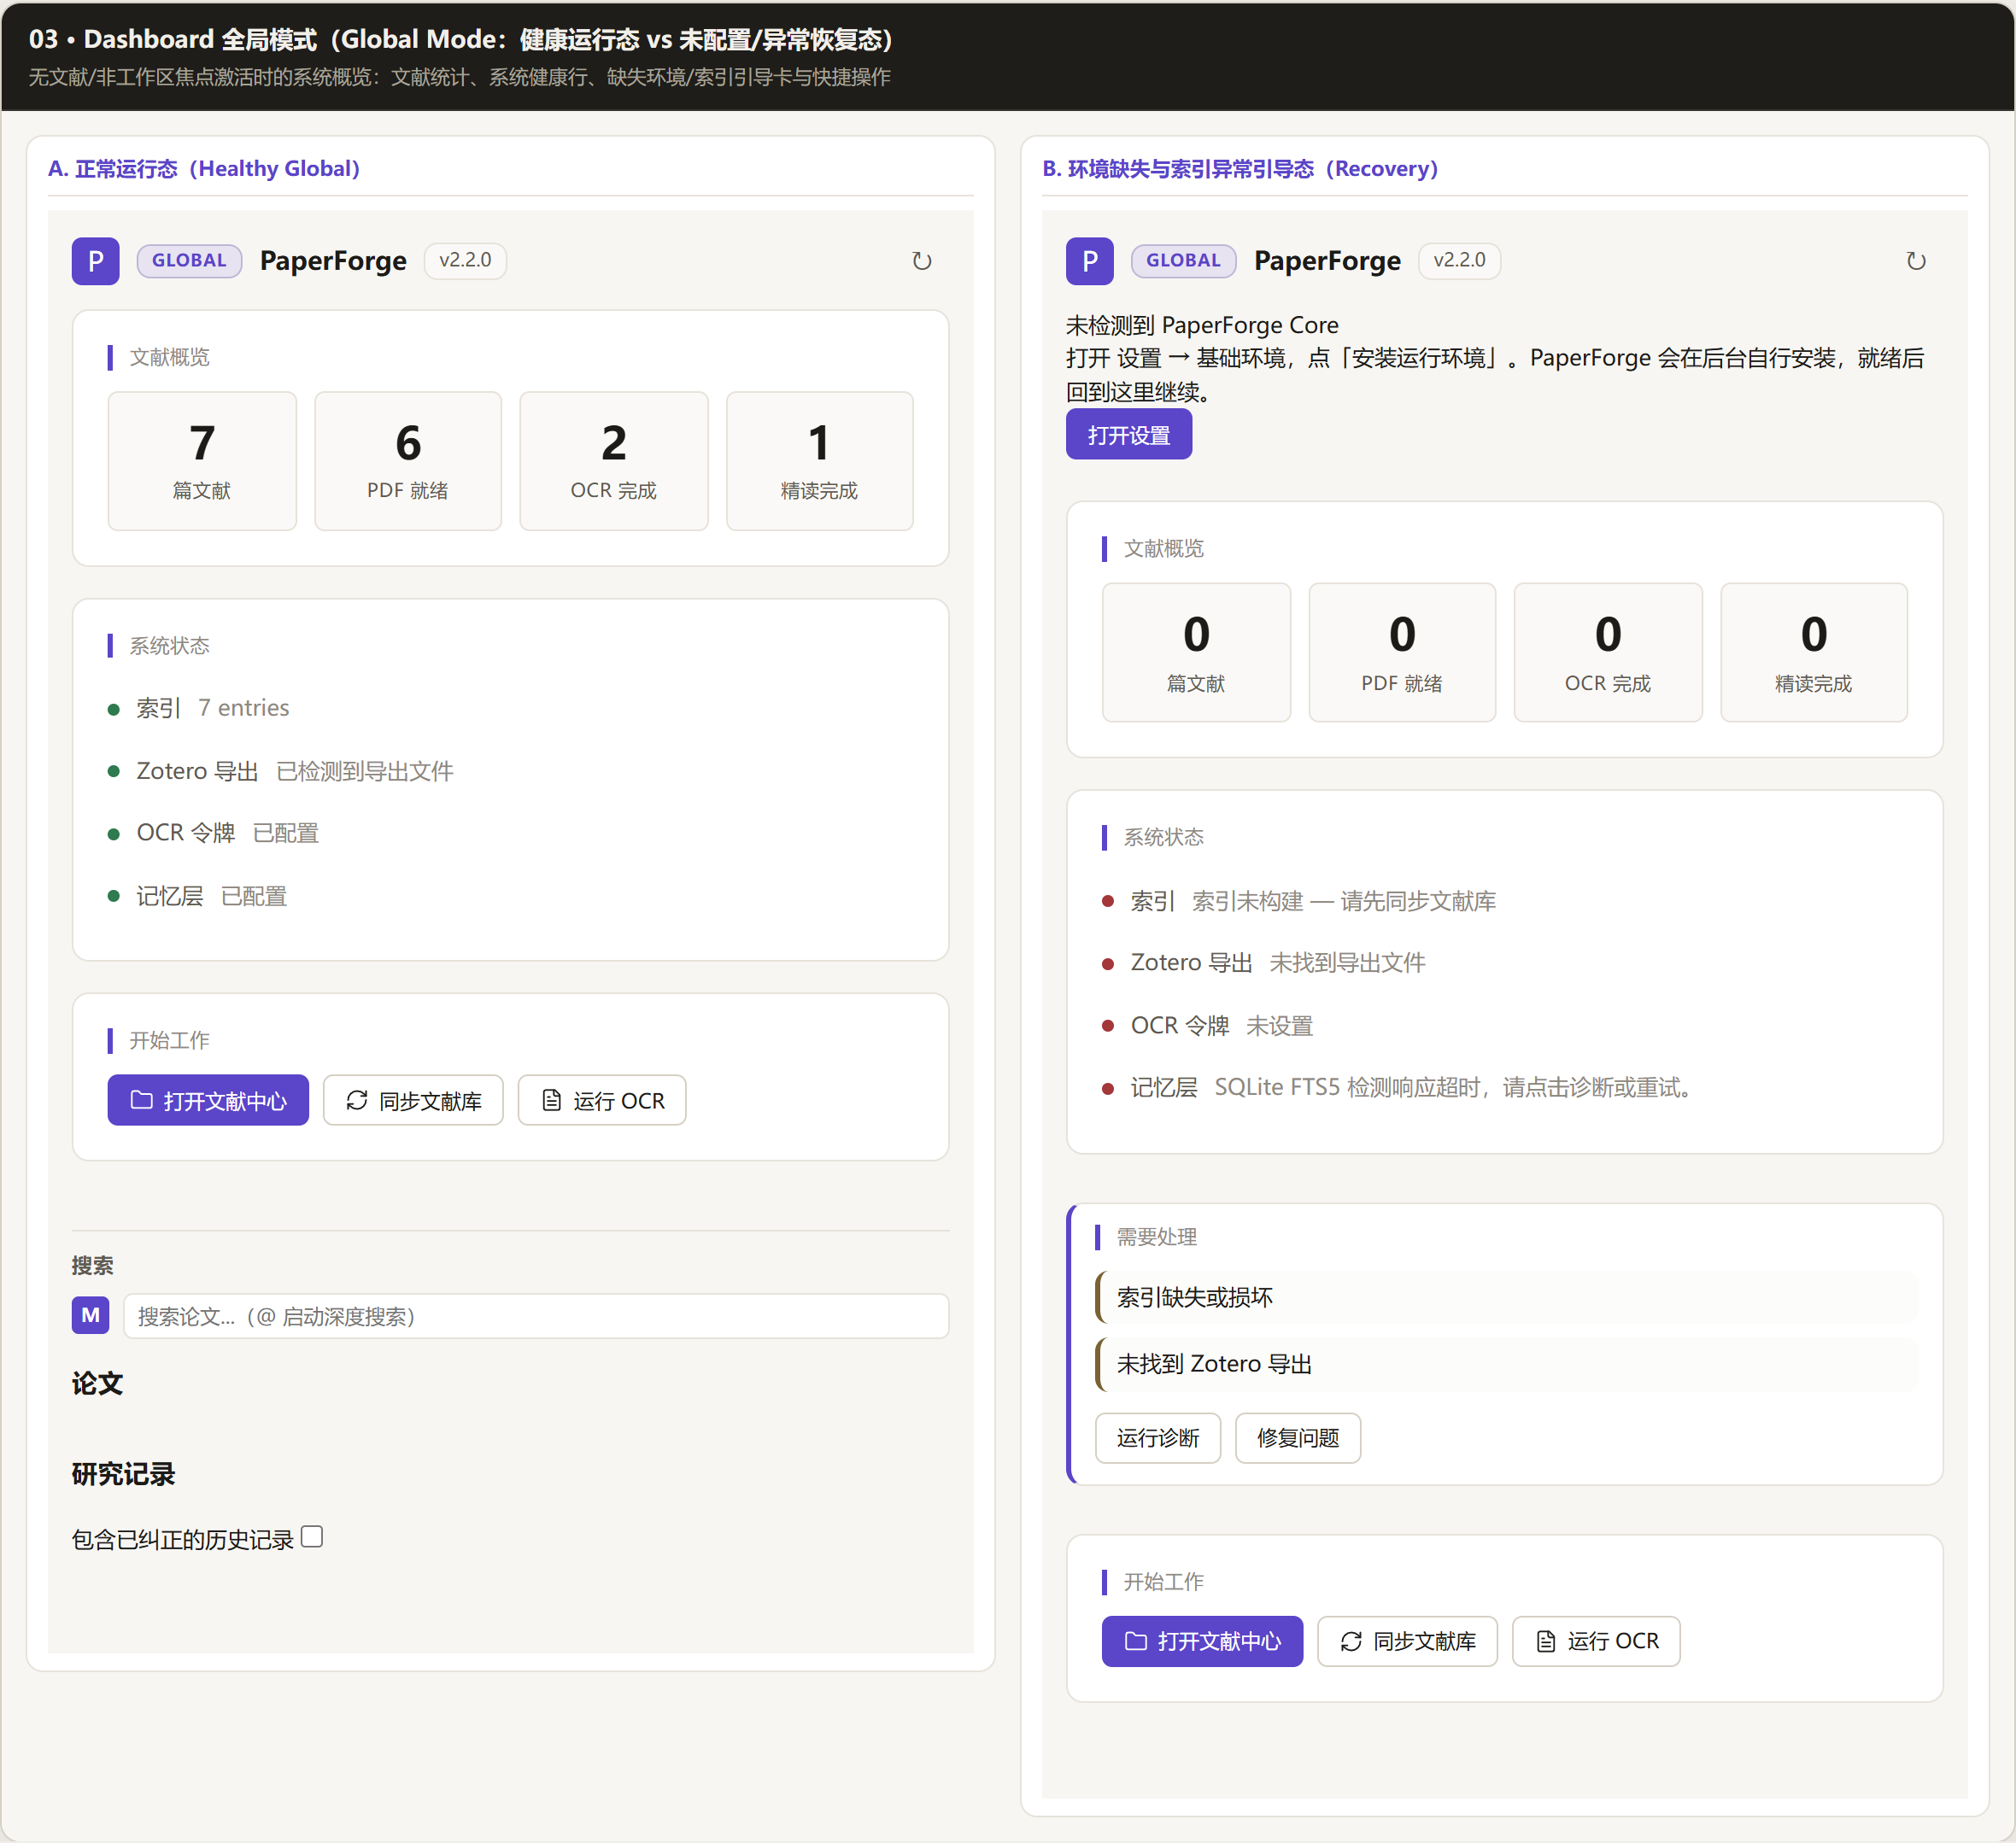 03 • Dashboard 全局模式（Global Mode：健康运行态 vs 未配置/异常恢复态）
无文献/非工作区焦点激活时的系统概览：文献统计、系统健康行、缺失环境/索引引导卡与快捷操作
A. 正常运行态（Healthy Global）
P GLOBAL PaperForge v2.2.0 ↻
文献概览
7 6 2 1
篇文献 PDF 就绪 OCR 完成 精读完成
系统状态
索引 7 entries
Zotero 导出 已检测到导出文件
OCR 令牌 已配置
记忆层 已配置
开始工作
打开文献中心 同步文献库 运行 OCR
搜索
M 搜索论文...（@ 启动深度搜索）
论文
研究记录
包含已纠正的历史记录
B. 环境缺失与索引异常引导态（Recovery）
P GLOBAL PaperForge v2.2.0 ↻
未检测到 PaperForge Core
打开 设置 → 基础环境，点「安装运行环境」。PaperForge 会在后台自行安装，就绪后
回到这里继续。
打开设置
文献概览
0 0 0 0
篇文献 PDF 就绪 OCR 完成 精读完成
系统状态
索引 索引未构建 — 请先同步文献库
Zotero 导出 未找到导出文件
OCR 令牌 未设置
记忆层 SQLite FTS5 检测响应超时，请点击诊断或重试。
需要处理
索引缺失或损坏
未找到 Zotero 导出
运行诊断 修复问题
开始工作
打开文献中心 同步文献库 运行 OCR